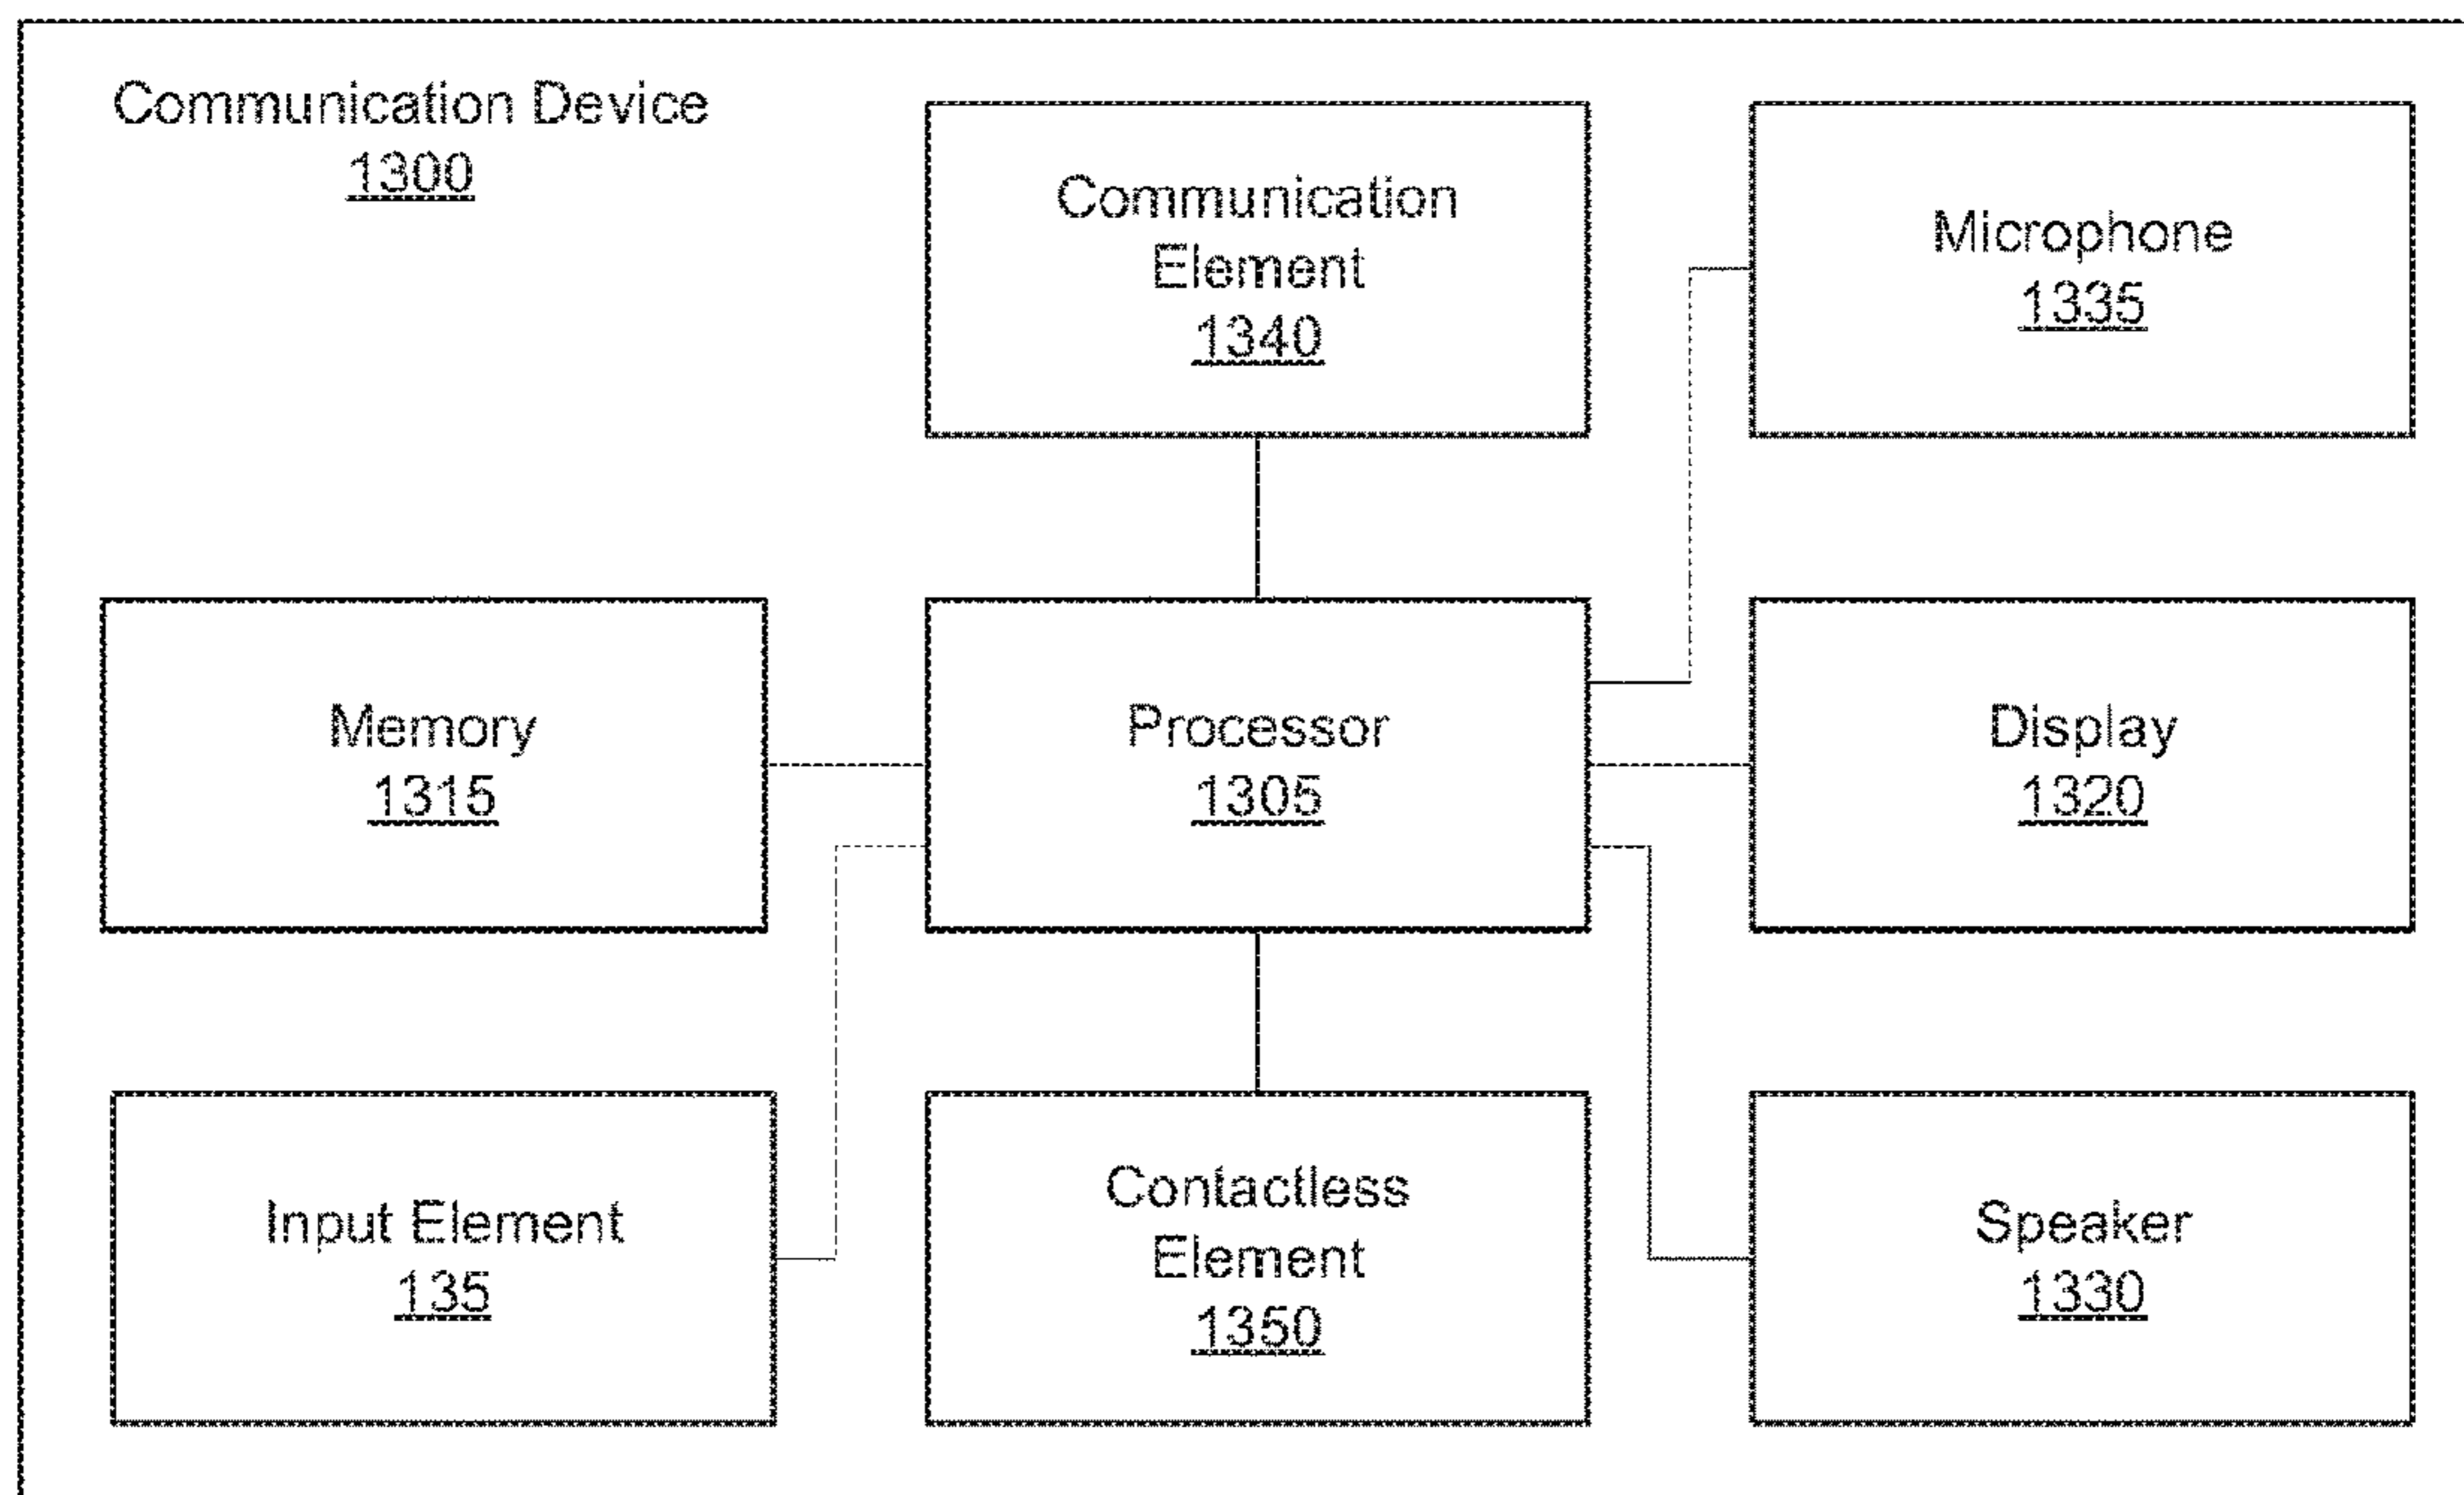 Communication Device
1300
Communication
Element
1340
Microphone
1335
Memory
1315
Processor
1305
Display
1320
Input Element
135
Contactless
Element
1350
Speaker
1330